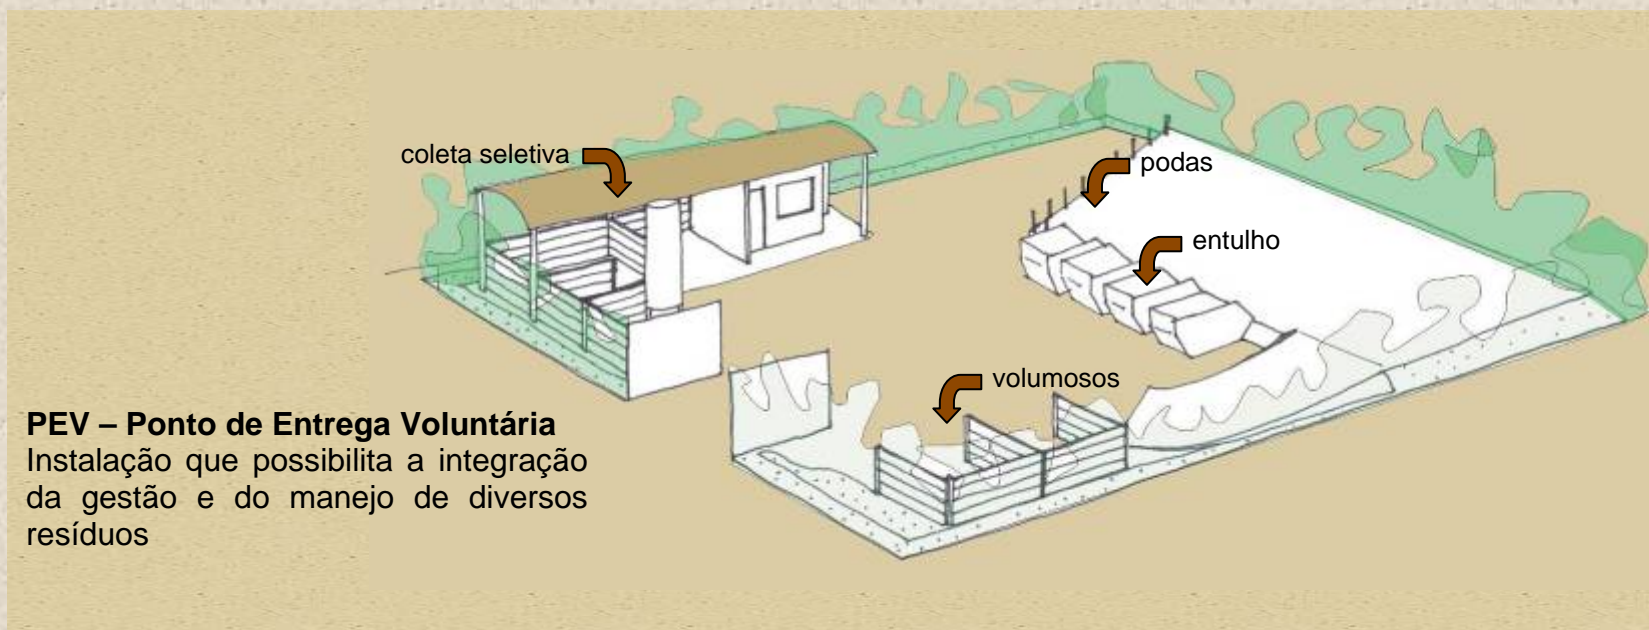 coleta seletiva
podas
entulho
volumosos
PEV – Ponto de Entrega Voluntária
Instalação que possibilita a integração
da gestão e do manejo de diversos
resíduos